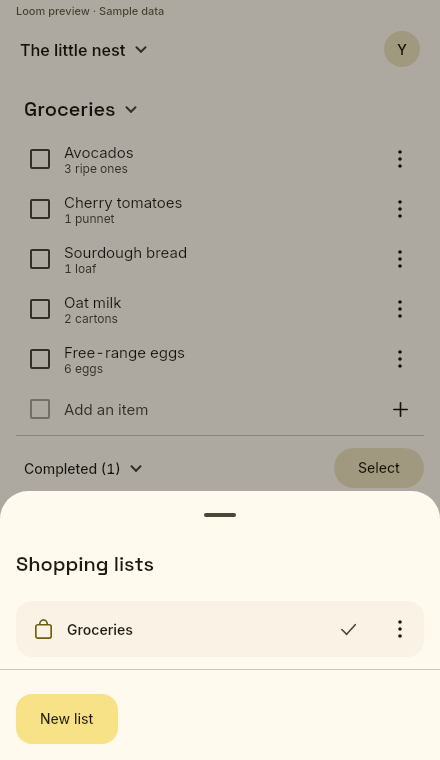 Loom preview · Sample data
The little nest
Y
Groceries
Avocados
3 ripe ones
Cherry tomatoes
1 punnet
Sourdough bread
1 loaf
Oat milk
2 cartons
Free-range eggs
6 eggs
Add an item
Completed (1)
Select
Shopping lists
Groceries
New list